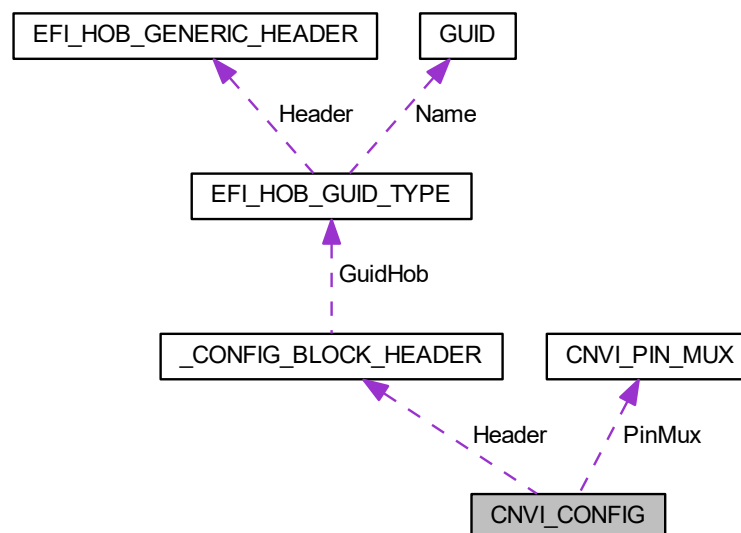 EFI_HOB_GENERIC_HEADER
GUID
Header
Name
EFI_HOB_GUID_TYPE
GuidHob
_CONFIG_BLOCK_HEADER
CNVI_PIN_MUX
Header
PinMux
CNVI_CONFIG